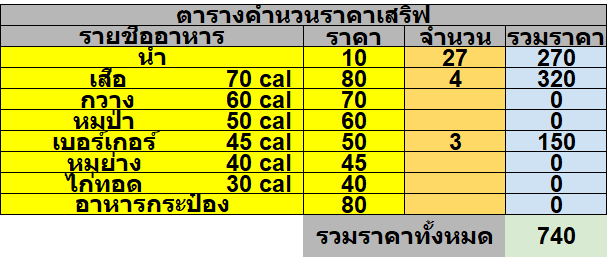 ตารางคำนวนราคาเสริฟ
รายชื่ออาหาร ราคา จำนวน รวมราคา
น้ำ 10 27 270
เสือ 70 cal 80 4 320
กวาง 60 cal 70 0
หมูป่า 50 cal 60 0
เบอร์เกอร์ 45 cal 50 3 150
หมูย่าง 40 cal 45 0
ไก่ทอด 30 cal 40 0
อาหารกระป๋อง 80 0
รวมราคาทั้งหมด 740